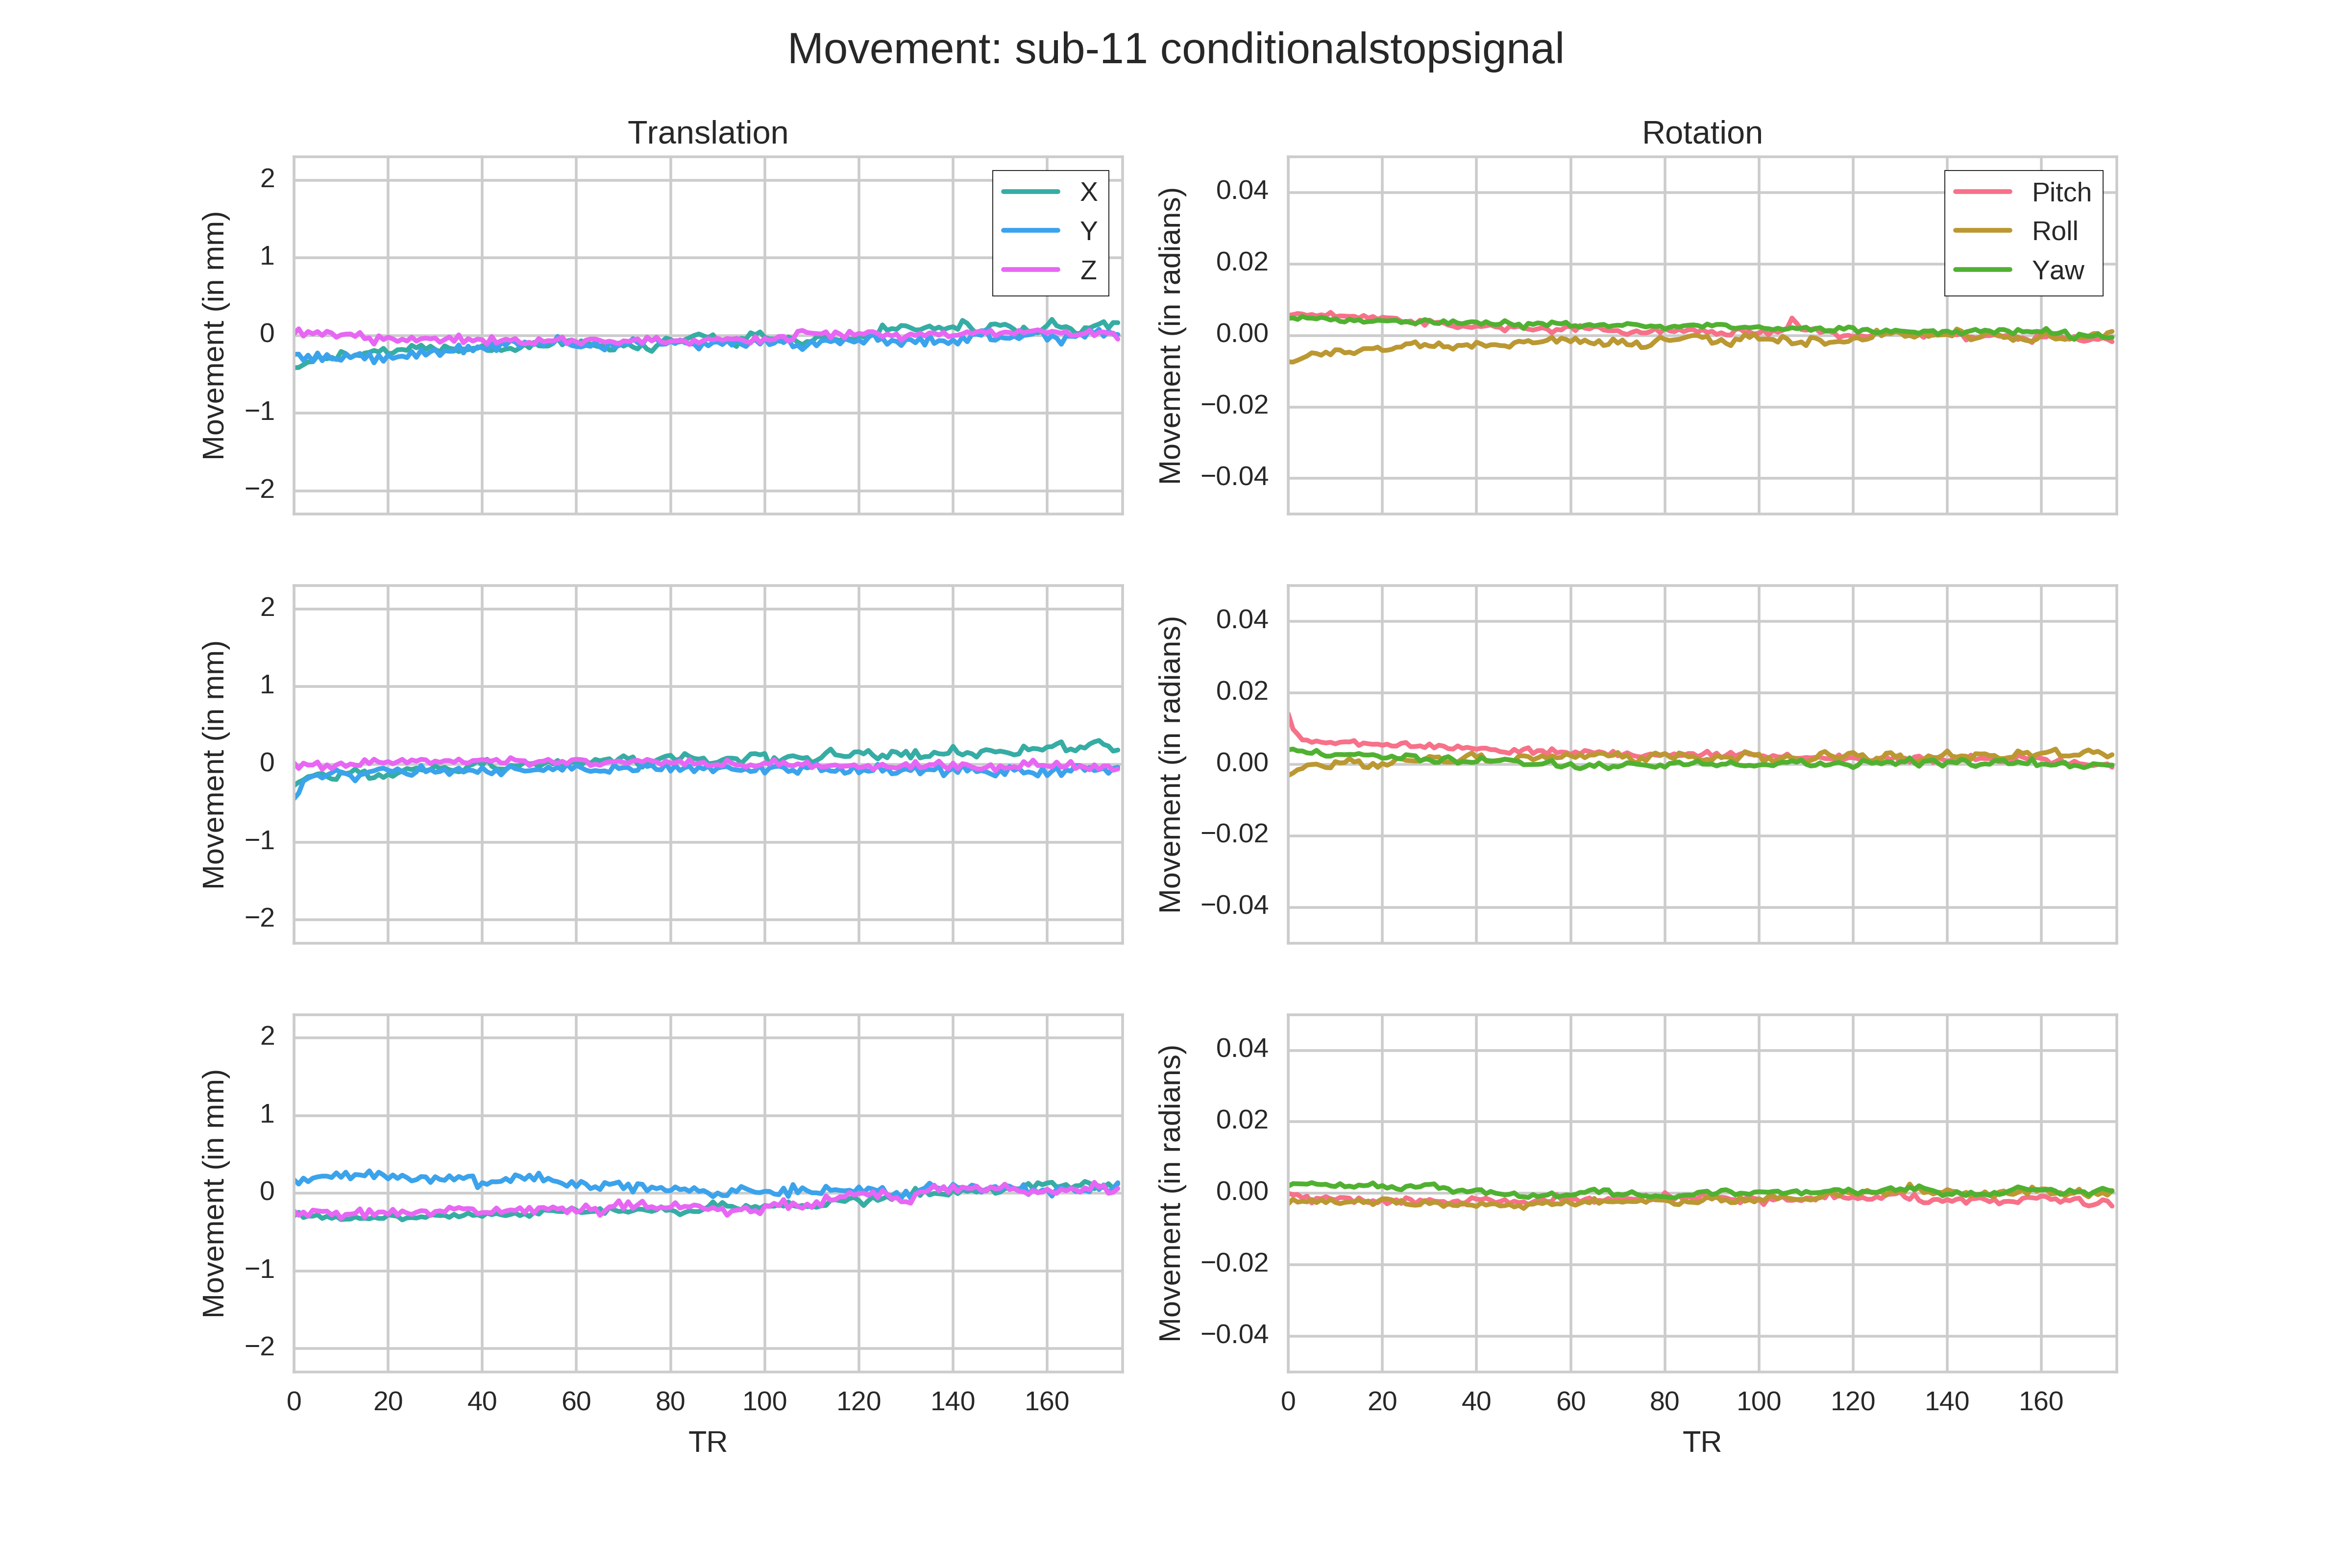 Movement: sub-11 conditionalstopsignal
Translation
Rotation
Movement (in mm)
2
1
0
−1
−2
X
Y
Z
Movement (in radians)
0.04
0.02
0.00
−0.02
−0.04
Pitch
Roll
Yaw
Movement (in mm)
2
1
0
−1
−2
Movement (in radians)
0.04
0.02
0.00
−0.02
−0.04
Movement (in mm)
2
1
0
−1
−2
0 20 40 60 80 100 120 140 160
TR
Movement (in radians)
0.04
0.02
0.00
−0.02
−0.04
0 20 40 60 80 100 120 140 160
TR